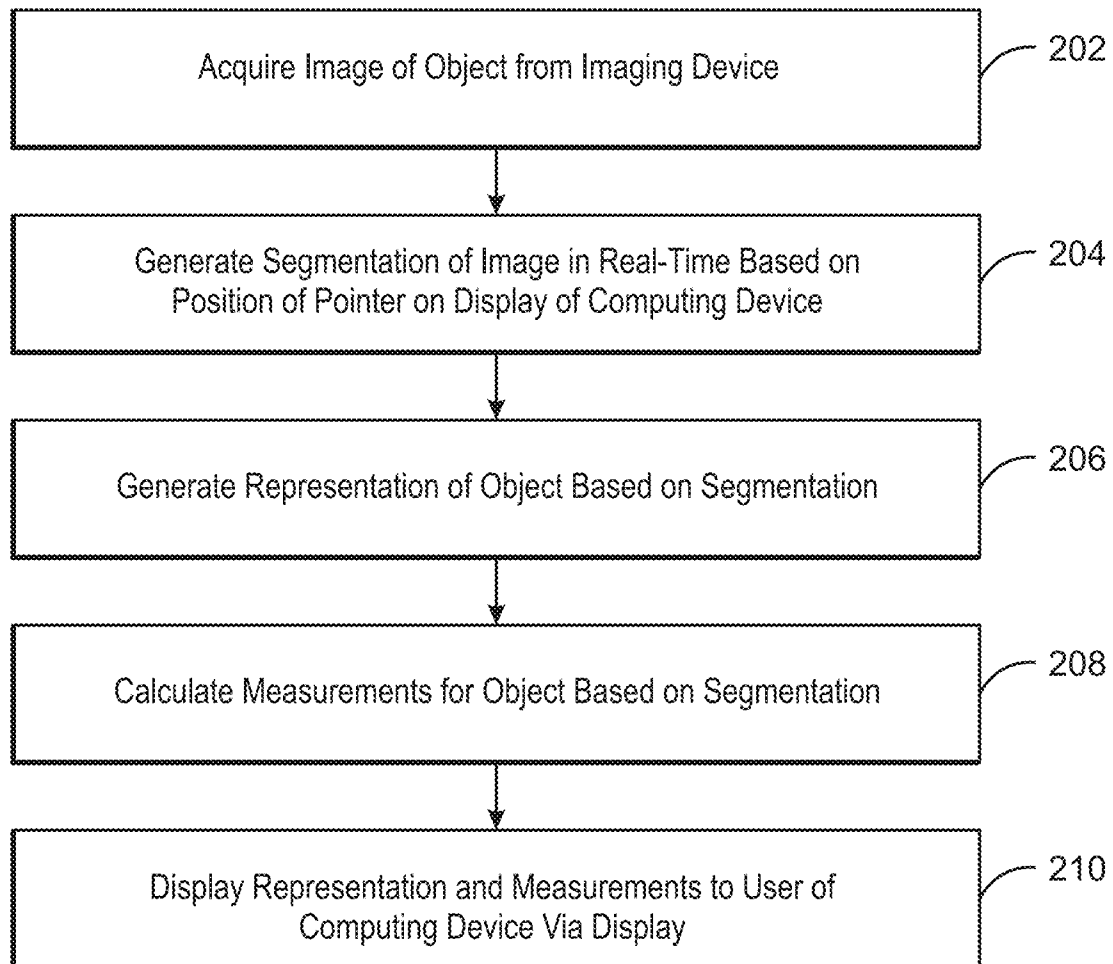 Acquire Image of Object from Imaging Device
202
Generate Segmentation of Image in Real-Time Based on
Position of Pointer on Display of Computing Device
204
Generate Representation of Object Based on Segmentation
206
Calculate Measurements for Object Based on Segmentation
208
Display Representation and Measurements to User of
Computing Device Via Display
210